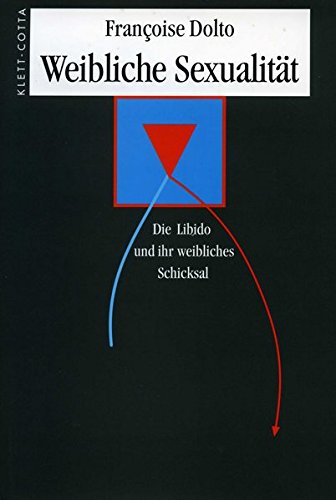 KLETT-COTTA
Françoise Dolto
Weibliche Sexualität
Die Libido
und ihr weibliches
Schicksal